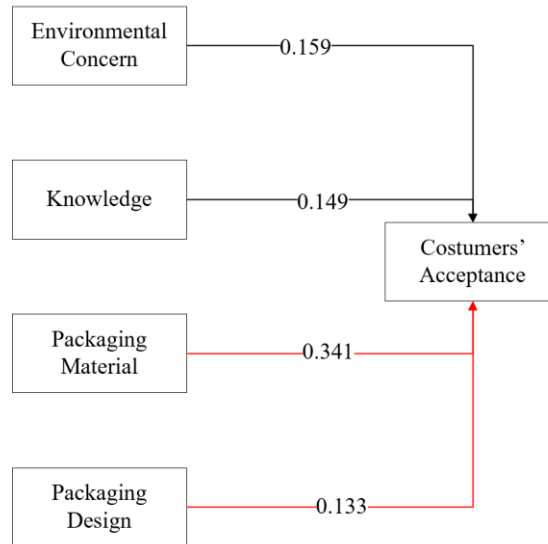 Environmental
Concern
0.159
Knowledge
0.149
Costumers’
Acceptance
Packaging
Material
0.341
Packaging
Design
0.133